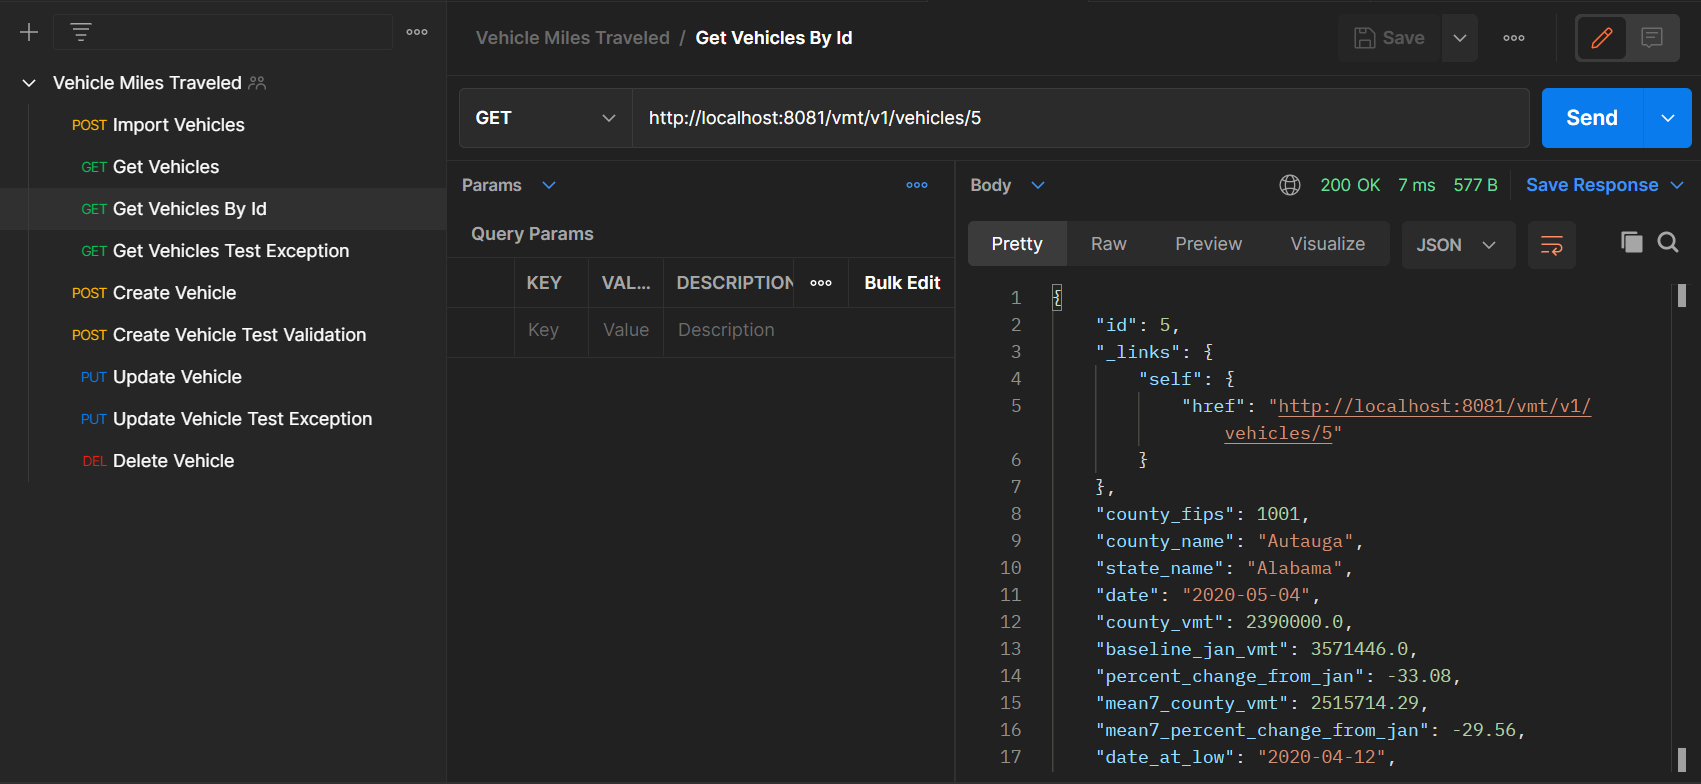 Vehicle Miles Traveled
POST Import Vehicles
GET Get Vehicles
GET Get Vehicles By Id
GET Get Vehicles Test Exception
POST Create Vehicle
POST Create Vehicle Test Validation
PUT Update Vehicle
PUT Update Vehicle Test Exception
DEL Delete Vehicle
Vehicle Miles Traveled / Get Vehicles By Id
Save
GET http://localhost:8081/vmt/v1/vehicles/5
Send
Params
Query Params
KEY VAL... DESCRIPTION Bulk Edit
Key Value Description
Body 200 OK 7 ms 577 B Save Response
Pretty Raw Preview Visualize JSON
1 {
2 "id": 5,
3 "_links": {
4 "self": {
5 "href": "http://localhost:8081/vmt/v1/
vehicles/5"
6 }
7 },
8 "county_fips": 1001,
9 "county_name": "Autauga",
10 "state_name": "Alabama",
11 "date": "2020-05-04",
12 "county_vmt": 2390000.0,
13 "baseline_jan_vmt": 3571446.0,
14 "percent_change_from_jan": -33.08,
15 "mean7_county_vmt": 2515714.29,
16 "mean7_percent_change_from_jan": -29.56,
17 "date_at_low": "2020-04-12",